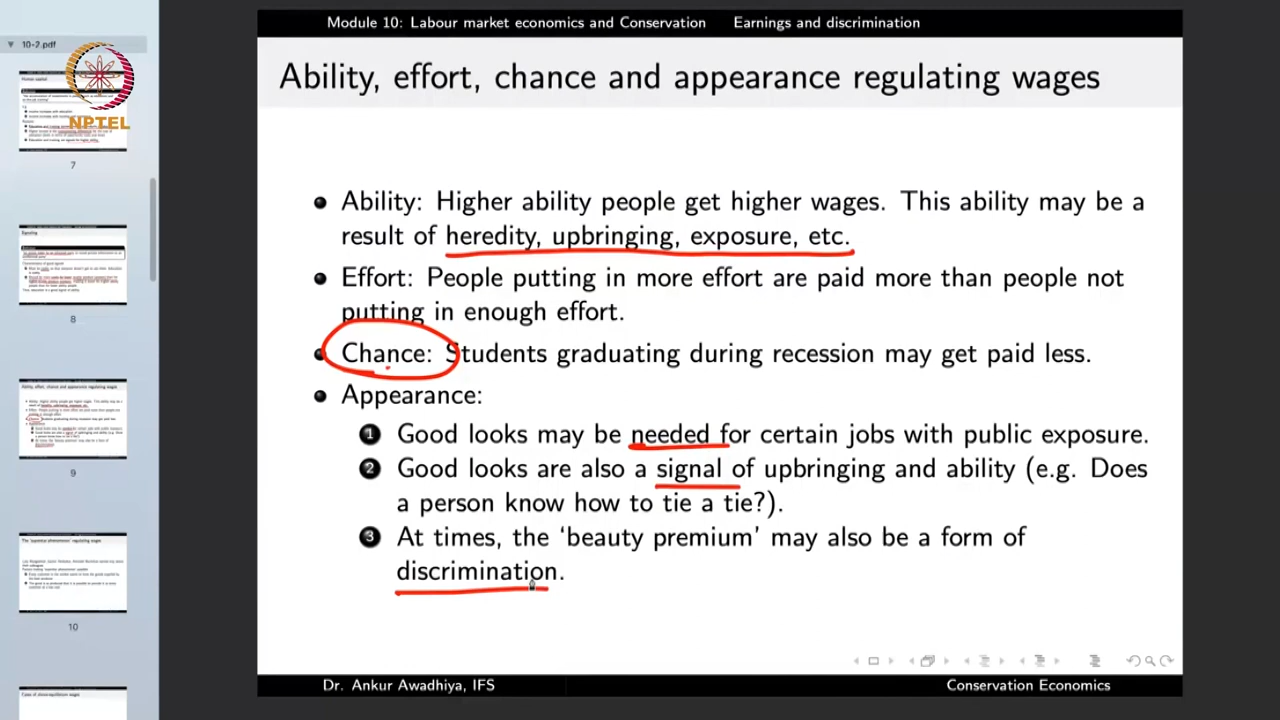 Module 10: Labour market economics and Conservation Earnings and discrimination
10-2.pdf
NPTEL
7
8
9
10
Ability, effort, chance and appearance regulating wages
Ability: Higher ability people get higher wages. This ability may be a
result of heredity, upbringing, exposure, etc.
Effort: People putting in more effort are paid more than people not
putting in enough effort.
Chance: Students graduating during recession may get paid less.
Appearance:
1 Good looks may be needed for certain jobs with public exposure.
2 Good looks are also a signal of upbringing and ability (e.g. Does
a person know how to tie a tie?).
3 At times, the ‘beauty premium’ may also be a form of
discrimination.
Dr. Ankur Awadhiya, IFS Conservation Economics